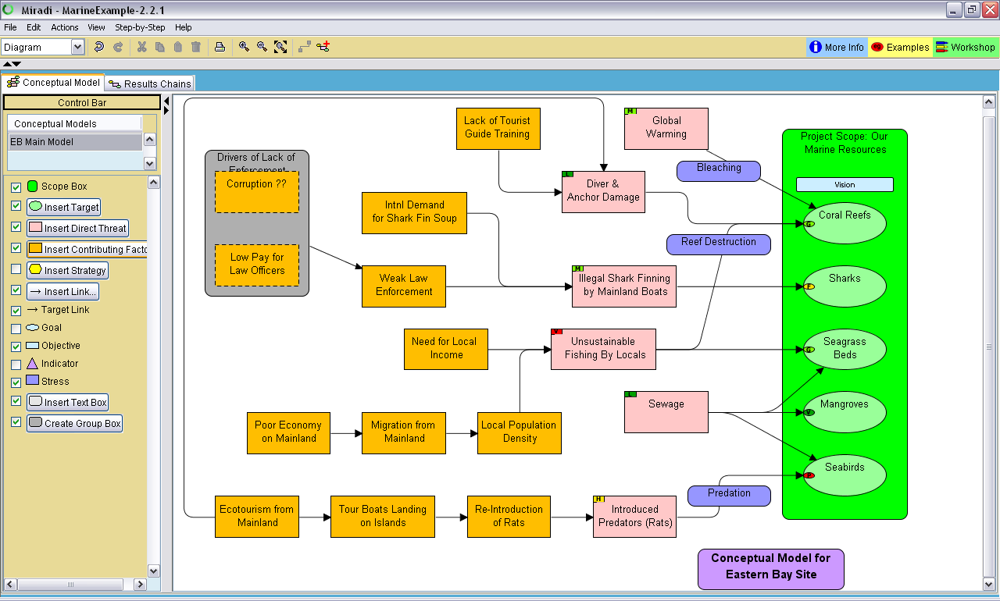 Miradi - MarineExample-2.2.1
File Edit Actions View Step-by-Step Help
Diagram
More Info
Examples
Workshop
Conceptual Model
Results Chains
Control Bar
Conceptual Models
EB Main Model
Scope Box
Insert Target
Insert Direct Threat
Insert Contributing Facto
Insert Strategy
Insert Link...
Target Link
Goal
Objective
Indicator
Stress
Insert Text Box
Create Group Box
Lack of Tourist
Guide Training
M
Global
Warming
Project Scope: Our
Marine Resources
Drivers of Lack of
Enforcement
Corruption ??
Bleaching
L
Diver &
Anchor Damage
Vision
Intnl Demand
for Shark Fin Soup
Coral Reefs
G
Reef Destruction
Low Pay for
Law Officers
Weak Law
Enforcement
M
Illegal Shark Finning
by Mainland Boats
Sharks
F
Need for Local
Income
V
Unsustainable
Fishing By Locals
Seagrass
Beds
G
L
Sewage
Mangroves
V
Poor Economy
on Mainland
Migration from
Mainland
Local Population
Density
Seabirds
P
Predation
Ecotourism from
Mainland
Tour Boats Landing
on Islands
Re-Introduction
of Rats
H
Introduced
Predators (Rats)
Conceptual Model for
Eastern Bay Site